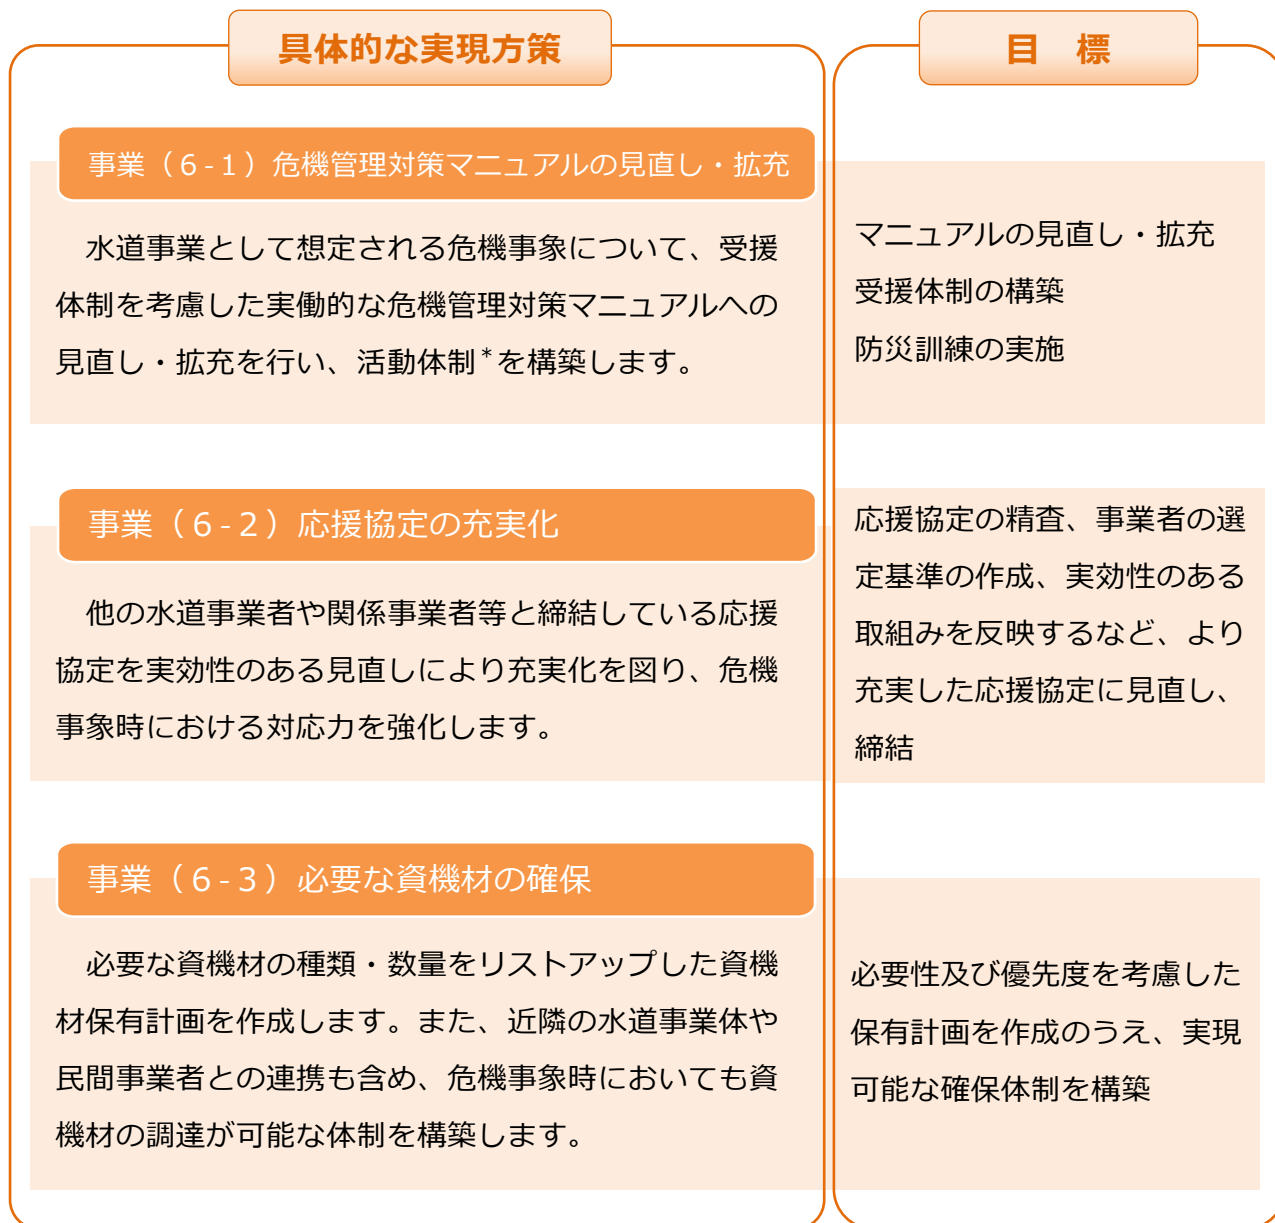 具体的な実現方策
目　標
事業（６-１）危機管理対策マニュアルの見直し・拡充
　水道事業として想定される危機事象について、受援
体制を考慮した実働的な危機管理対策マニュアルへの
見直し・拡充を行い、活動体制*を構築します。
マニュアルの見直し・拡充
受援体制の構築
防災訓練の実施
事業（６-２）応援協定の充実化
　他の水道事業者や関係事業者等と締結している応援
協定を実効性のある見直しにより充実化を図り、危機
事象時における対応力を強化します。
応援協定の精査、事業者の選
定基準の作成、実効性のある
取組みを反映するなど、より
充実した応援協定に見直し、
締結
事業（６-３）必要な資機材の確保
　必要な資機材の種類・数量をリストアップした資機
材保有計画を作成します。また、近隣の水道事業体や
民間事業者との連携も含め、危機事象時においても資
機材の調達が可能な体制を構築します。
必要性及び優先度を考慮した
保有計画を作成のうえ、実現
可能な確保体制を構築